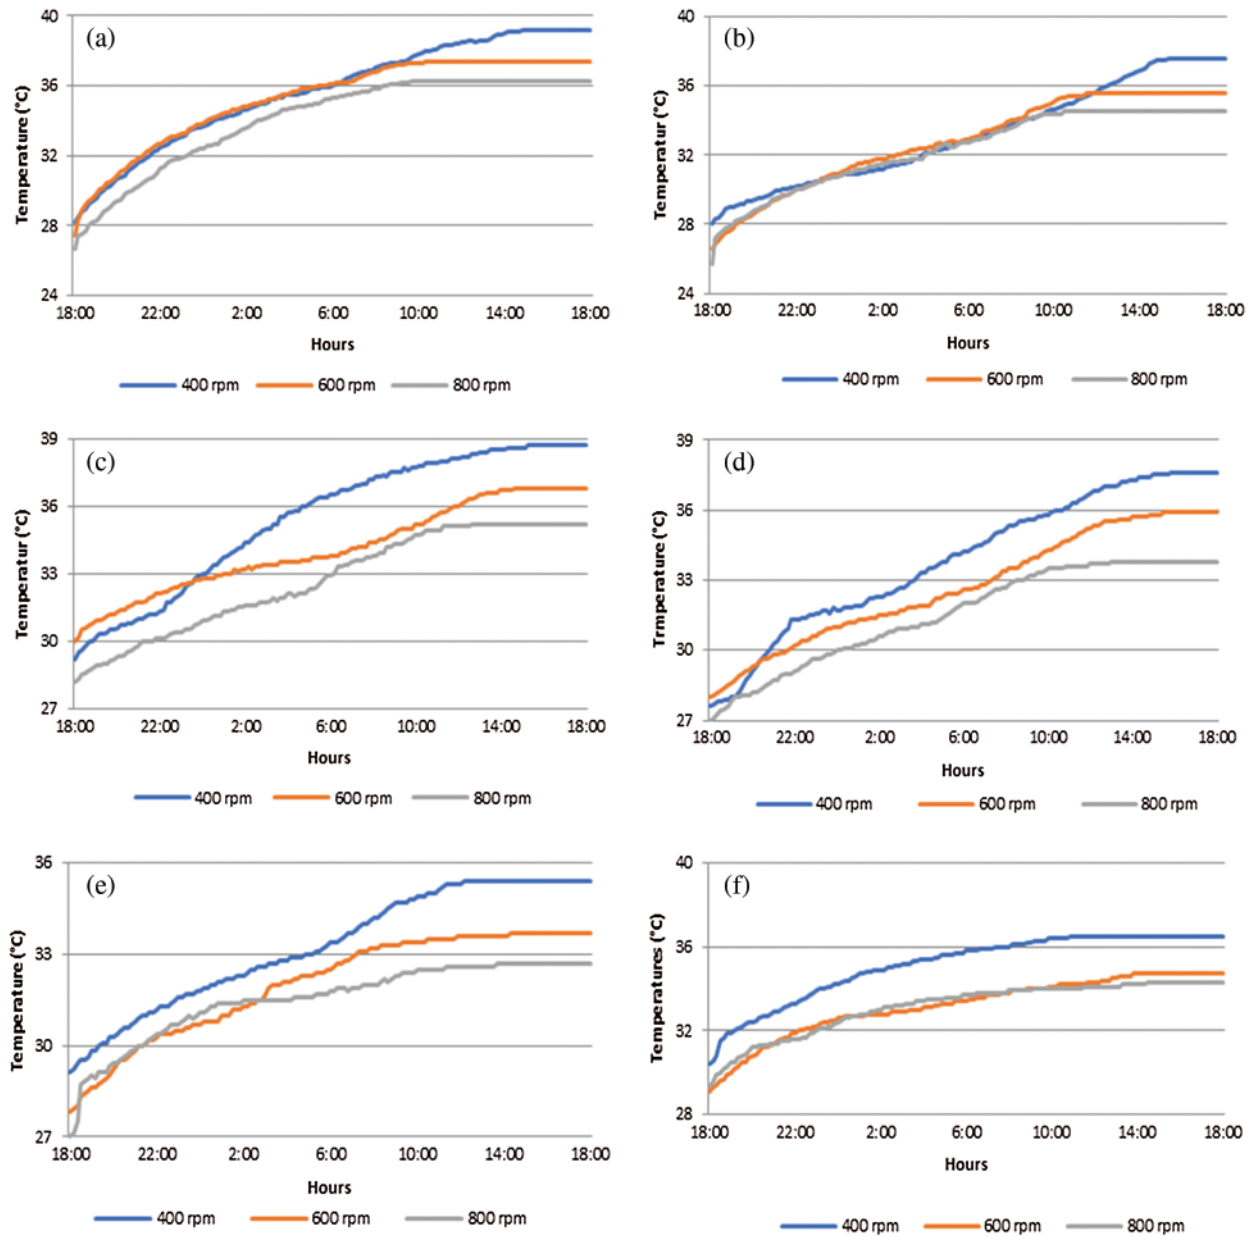 (a)
40
36
32
28
24
Temperature (°C)
18:00 22:00 2:00 6:00 10:00 14:00 18:00
Hours
400 rpm 600 rpm 800 rpm
(b)
40
36
32
28
24
Temperatur (°C)
18:00 22:00 2:00 6:00 10:00 14:00 18:00
Hours
400 rpm 600 rpm 800 rpm
(c)
39
36
33
30
27
Temperatur (°C)
18:00 22:00 2:00 6:00 10:00 14:00 18:00
Hours
400 rpm 600 rpm 800 rpm
(d)
39
36
33
30
27
Trmperature (°C)
18:00 22:00 2:00 6:00 10:00 14:00 18:00
Hours
400 rpm 600 rpm 800 rpm
(e)
36
33
30
27
Temperature (°C)
18:00 22:00 2:00 6:00 10:00 14:00 18:00
Hours
400 rpm 600 rpm 800 rpm
(f)
40
36
32
28
Temperatures (°C)
18:00 22:00 2:00 6:00 10:00 14:00 18:00
Hours
400 rpm 600 rpm 800 rpm